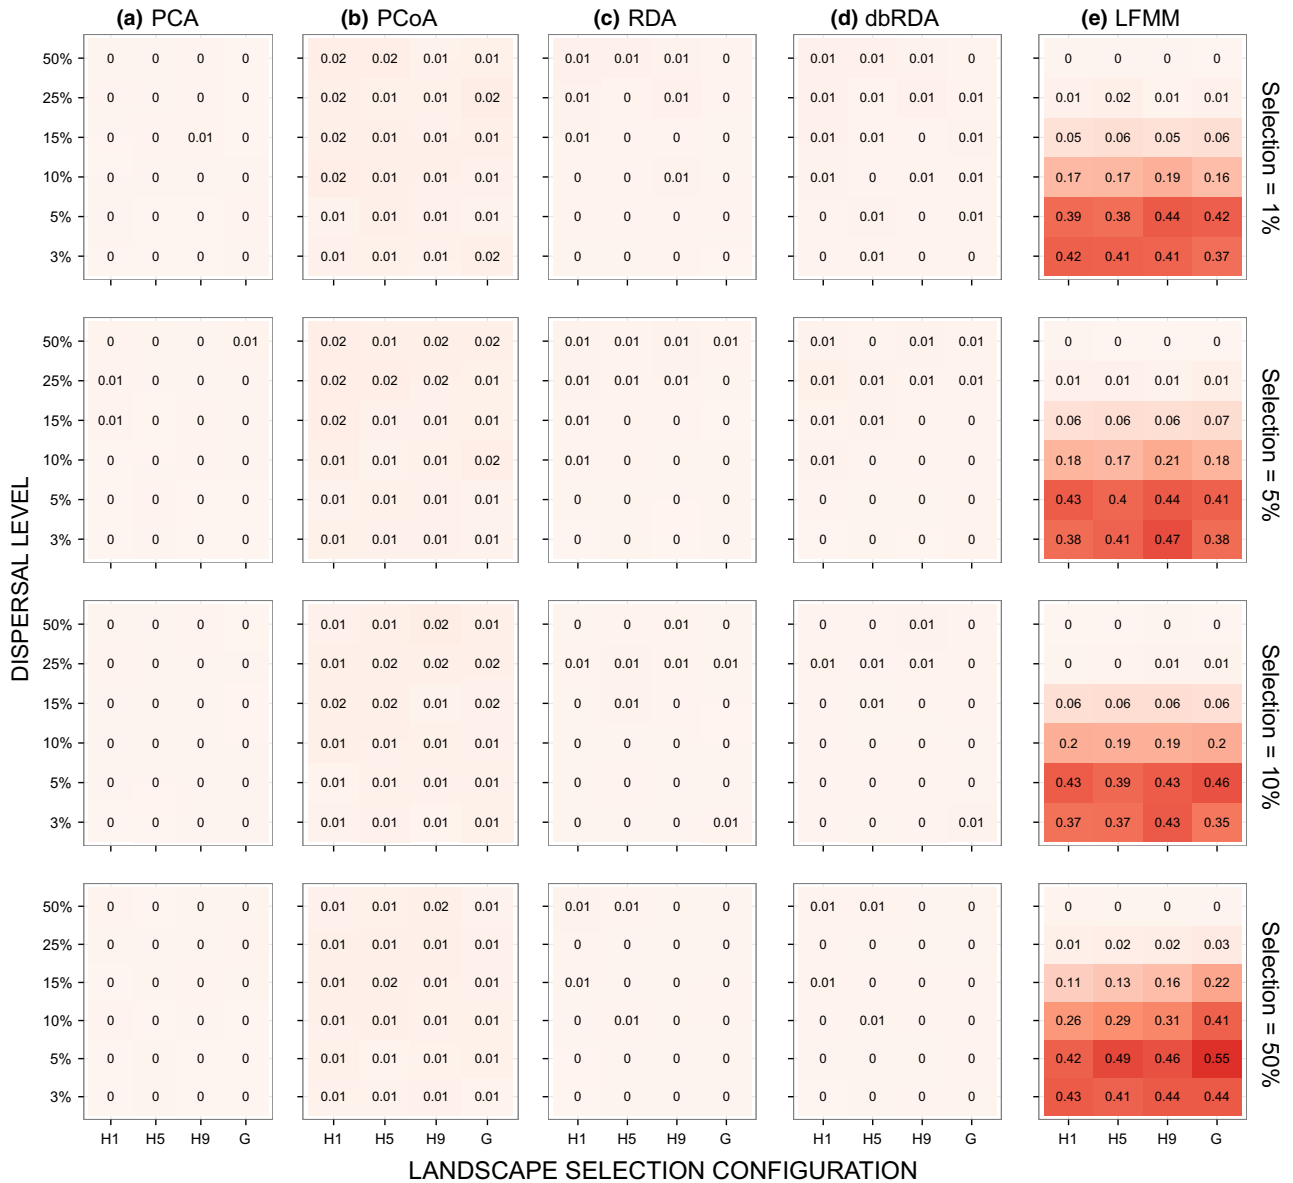 (a) PCA (b) PCoA (c) RDA (d) dbRDA (e) LFMM
50% 0 0 0 0 0.02 0.02 0.01 0.01 0.01 0.01 0.01 0 0.01 0.01 0.01 0 0 0 0 0
25% 0 0 0 0 0.02 0.01 0.01 0.02 0.01 0 0.01 0 0.01 0.01 0.01 0.01 0.01 0.02 0.01 0.01
15% 0 0 0.01 0 0.02 0.01 0.01 0.01 0.01 0 0 0 0.01 0.01 0 0.01 0.05 0.06 0.05 0.06
10% 0 0 0 0 0.02 0.01 0.01 0.01 0 0 0.01 0 0.01 0 0.01 0.01 0.17 0.17 0.19 0.16
5% 0 0 0 0 0.01 0.01 0.01 0.01 0 0 0 0 0 0.01 0 0.01 0.39 0.38 0.44 0.42
3% 0 0 0 0 0.01 0.01 0.01 0.02 0 0 0 0 0 0 0 0 0.42 0.41 0.41 0.37
Selection = 1%
50% 0 0 0 0.01 0.02 0.01 0.02 0.02 0.01 0.01 0.01 0.01 0.01 0 0.01 0.01 0 0 0 0
25% 0.01 0 0 0 0.02 0.02 0.02 0.01 0.01 0.01 0.01 0 0.01 0.01 0.01 0.01 0.01 0.01 0.01 0.01
15% 0.01 0 0 0 0.02 0.01 0.01 0.01 0.01 0 0 0 0.01 0.01 0 0 0.06 0.06 0.06 0.07
10% 0 0 0 0 0.01 0.01 0.01 0.02 0.01 0 0 0 0.01 0 0 0 0.18 0.17 0.21 0.18
5% 0 0 0 0 0.01 0.01 0.01 0.01 0 0 0 0 0 0 0 0 0.43 0.4 0.44 0.41
3% 0 0 0 0 0.01 0.01 0.01 0.01 0 0 0 0 0 0 0 0 0.38 0.41 0.47 0.38
Selection = 5%
DISPERSAL LEVEL
50% 0 0 0 0 0.01 0.01 0.02 0.01 0 0 0.01 0 0 0 0.01 0 0 0 0 0
25% 0 0 0 0 0.01 0.02 0.02 0.02 0.01 0.01 0.01 0.01 0.01 0.01 0.01 0 0 0 0.01 0.01
15% 0 0 0 0 0.02 0.02 0.01 0.02 0 0.01 0 0 0 0.01 0 0 0.06 0.06 0.06 0.06
10% 0 0 0 0 0.01 0.01 0.01 0.01 0 0 0 0 0 0 0 0 0.2 0.19 0.19 0.2
5% 0 0 0 0 0.01 0.01 0.01 0.01 0 0 0 0 0 0 0 0 0.43 0.39 0.43 0.46
3% 0 0 0 0 0.01 0.01 0.01 0.01 0 0 0 0.01 0 0 0 0.01 0.37 0.37 0.43 0.35
Selection = 10%
50% 0 0 0 0 0.01 0.01 0.02 0.01 0.01 0.01 0 0 0.01 0.01 0 0 0 0 0 0
25% 0 0 0 0 0.01 0.01 0.01 0.01 0 0 0 0 0 0 0 0 0.01 0.02 0.02 0.03
15% 0 0 0 0 0.01 0.02 0.01 0.01 0.01 0 0 0 0.01 0 0 0 0.11 0.13 0.16 0.22
10% 0 0 0 0 0.01 0.01 0.01 0.01 0 0.01 0 0 0 0.01 0 0 0.26 0.29 0.31 0.41
5% 0 0 0 0 0.01 0.01 0.01 0.01 0 0 0 0 0 0 0 0 0.42 0.49 0.46 0.55
3% 0 0 0 0 0.01 0.01 0.01 0.01 0 0 0 0 0 0 0 0 0.43 0.41 0.44 0.44
Selection = 50%
H1 H5 H9 G H1 H5 H9 G H1 H5 H9 G H1 H5 H9 G H1 H5 H9 G
LANDSCAPE SELECTION CONFIGURATION